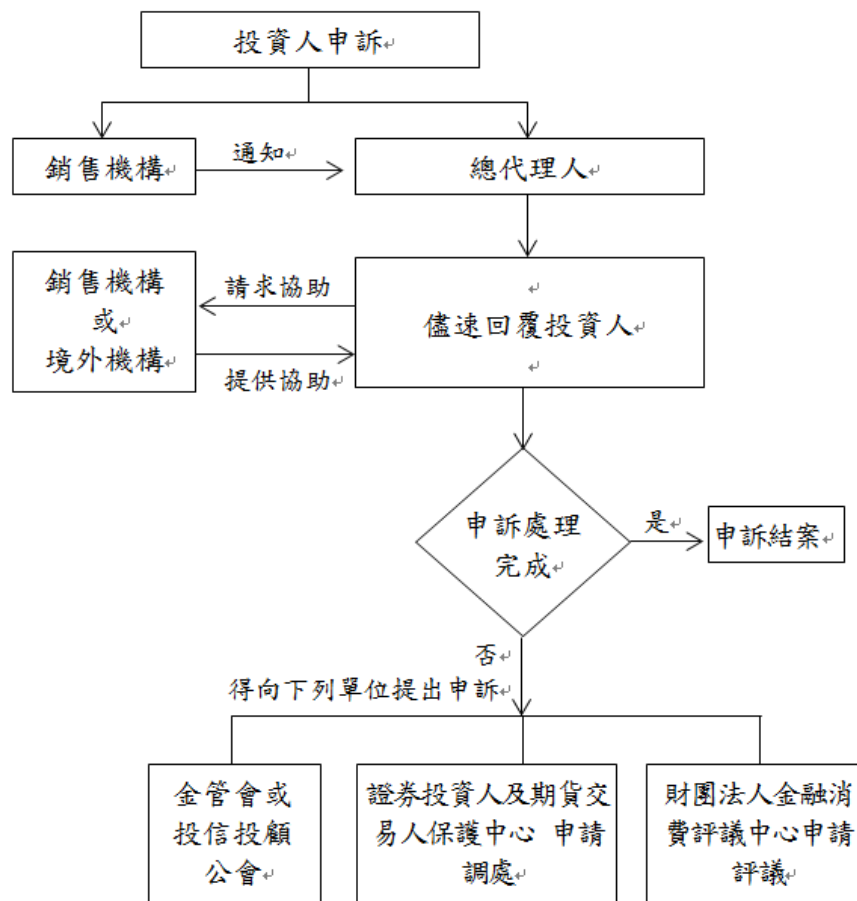 投資人申訴
銷售機構
通知
總代理人
銷售機構
或
境外機構
請求協助
提供協助
儘速回覆投資人
申訴處理
完成
是
申訴結案
否
得向下列單位提出申訴
金管會或
投信投顧
公會
證券投資人及期貨交
易人保護中心 申請
調處
財團法人金融消
費評議中心申請
評議